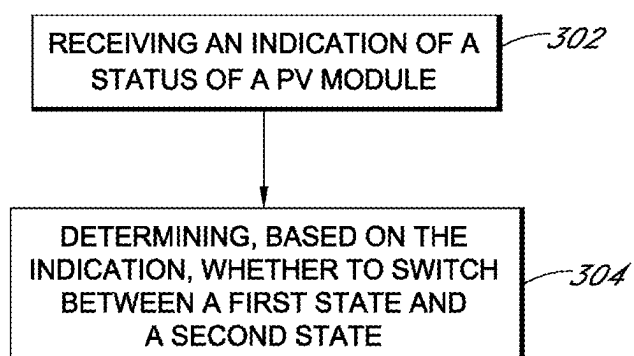 RECEIVING AN INDICATION OF A
STATUS OF A PV MODULE
302
DETERMINING, BASED ON THE
INDICATION, WHETHER TO SWITCH
BETWEEN A FIRST STATE AND
A SECOND STATE
304